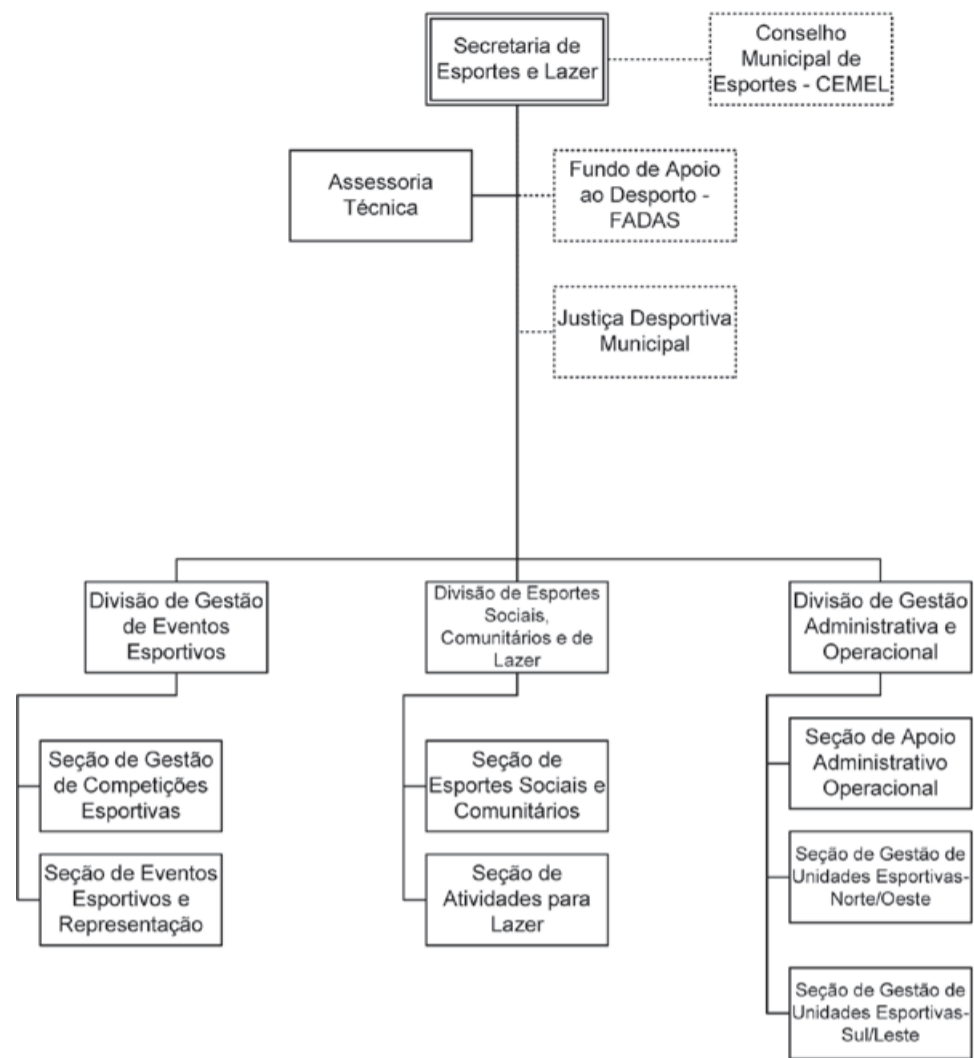 Secretaria de
Esportes e Lazer
Conselho
Municipal de
Esportes - CEMEL
Assessoria
Técnica
Fundo de Apoio
ao Desporto -
FADAS
Justiça Desportiva
Municipal
Divisão de Gestão
de Eventos
Esportivos
Divisão de Esportes
Sociais,
Comunitários e de
Lazer
Divisão de Gestão
Administrativa e
Operacional
Seção de Gestão
de Competições
Esportivas
Seção de Eventos
Esportivos e
Representação
Seção de
Esportes Sociais e
Comunitários
Seção de
Atividades para
Lazer
Seção de Apoio
Administrativo
Operacional
Seção de Gestão de
Unidades Esportivas-
Norte/Oeste
Seção de Gestão de
Unidades Esportivas-
Sul/Leste